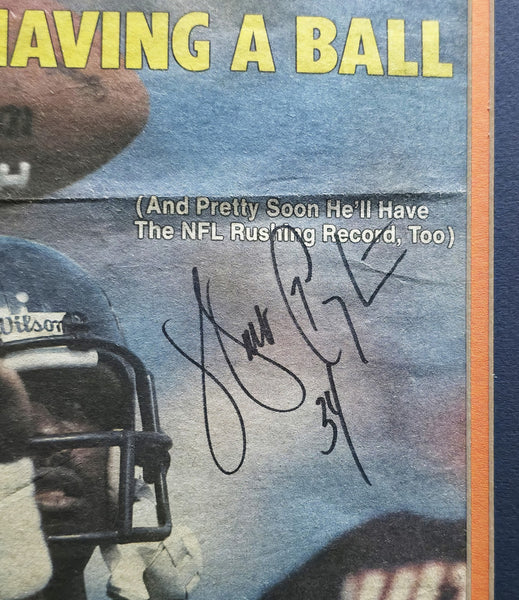 HAVING A BALL
(And Pretty Soon He'll Have
The NFL Rushing Record, Too)
Wilson
34